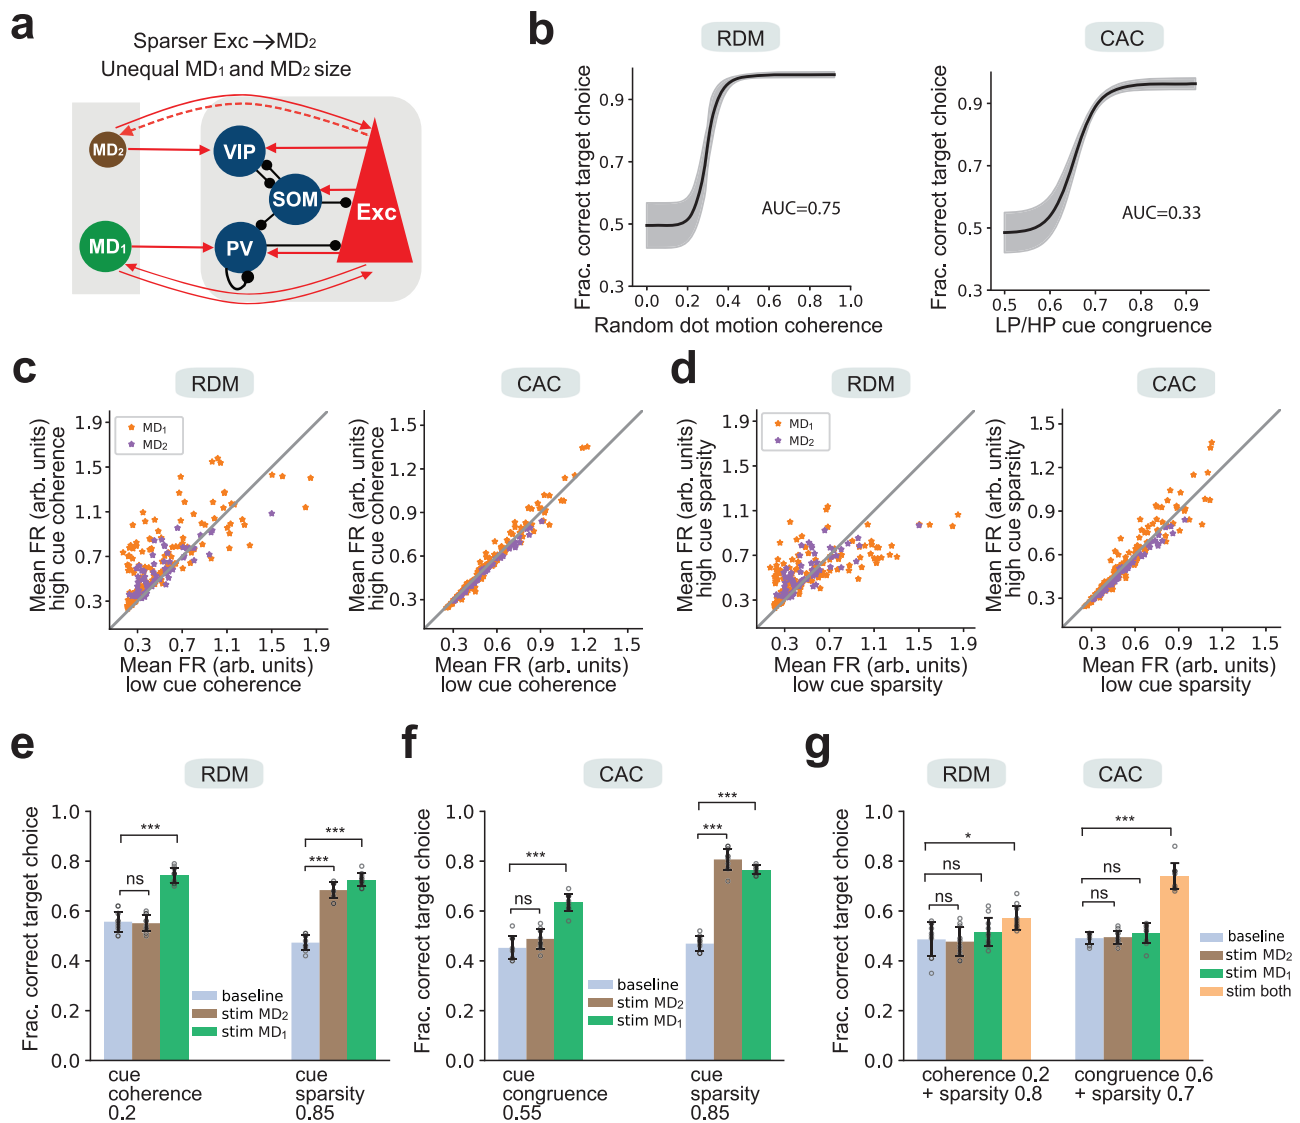 a
Sparser Exc →MD₂
Unequal MD₁ and MD₂ size
MD₂
VIP
SOM
Exc
MD₁
PV
b
RDM
CAC
Frac. correct target choice
0.9
0.7
0.5
0.3
AUC=0.75
0.0 0.2 0.4 0.6 0.8 1.0
Random dot motion coherence
Frac. correct target choice
0.9
0.7
0.5
0.3
AUC=0.33
0.5 0.6 0.7 0.8 0.9
LP/HP cue congruence
c
RDM
CAC
Mean FR (arb. units)
high cue coherence
1.9
1.5
1.1
0.7
0.3
MD₁
MD₂
0.3 0.7 1.1 1.5 1.9
Mean FR (arb. units)
low cue coherence
Mean FR (arb. units)
high cue coherence
1.5
1.2
0.9
0.6
0.3
0.3 0.6 0.9 1.2 1.5
Mean FR (arb. units)
low cue coherence
d
RDM
CAC
Mean FR (arb. units)
high cue sparsity
1.9
1.5
1.1
0.7
0.3
MD₁
MD₂
0.3 0.7 1.1 1.5 1.9
Mean FR (arb. units)
low cue sparsity
Mean FR (arb. units)
high cue sparsity
1.5
1.2
0.9
0.6
0.3
0.3 0.6 0.9 1.2 1.5
Mean FR (arb. units)
low cue sparsity
e
RDM
Frac. correct target choice
1.0
0.8
0.6
0.4
0.2
0.0
***
ns
***
***
baseline
stim MD₂
stim MD₁
cue
coherence
0.2
cue
sparsity
0.85
f
CAC
Frac. correct target choice
1.0
0.8
0.6
0.4
0.2
0.0
***
ns
***
***
baseline
stim MD₂
stim MD₁
cue
congruence
0.55
cue
sparsity
0.85
g
RDM
CAC
Frac. correct target choice
1.0
0.8
0.6
0.4
0.2
0.0
*
ns
ns
***
ns
ns
baseline
stim MD₂
stim MD₁
stim both
coherence 0.2
+ sparsity 0.8
congruence 0.6
+ sparsity 0.7